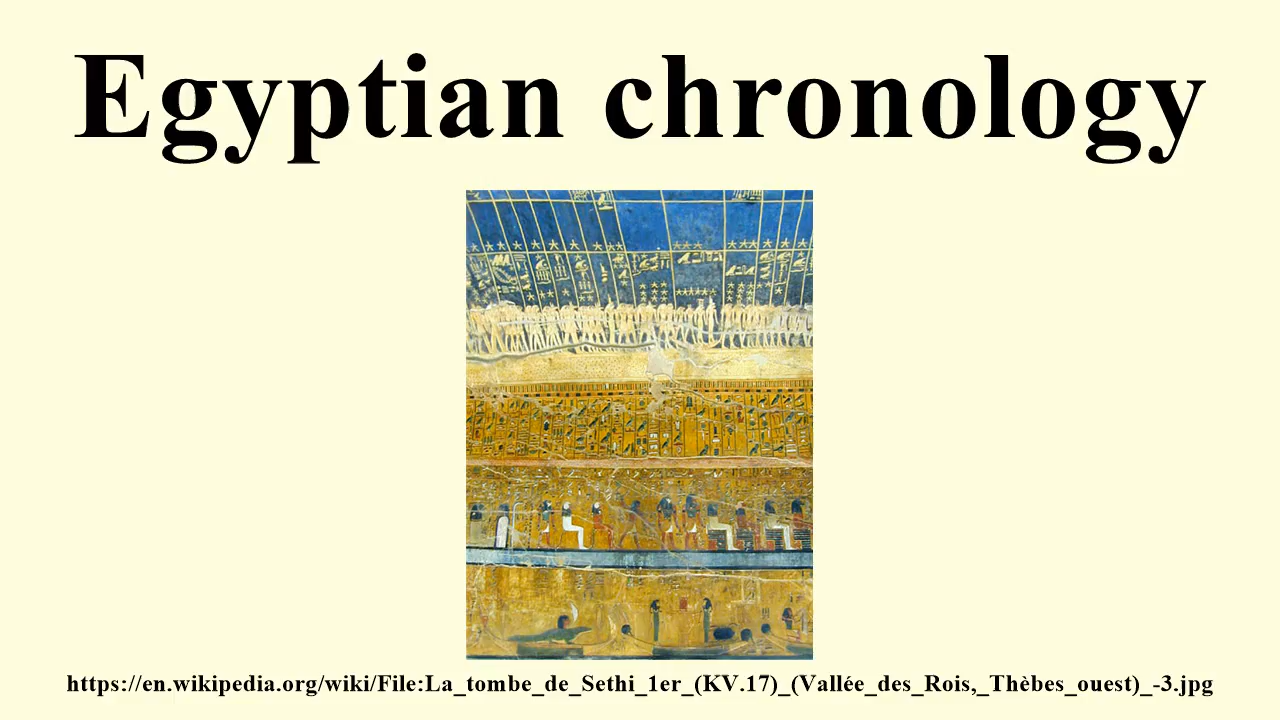 Egyptian chronology
https://en.wikipedia.org/wiki/File:La_tombe_de_Sethi_1er_(KV.17)_(Vallée_des_Rois,_Thèbes_ouest)_-3.jpg